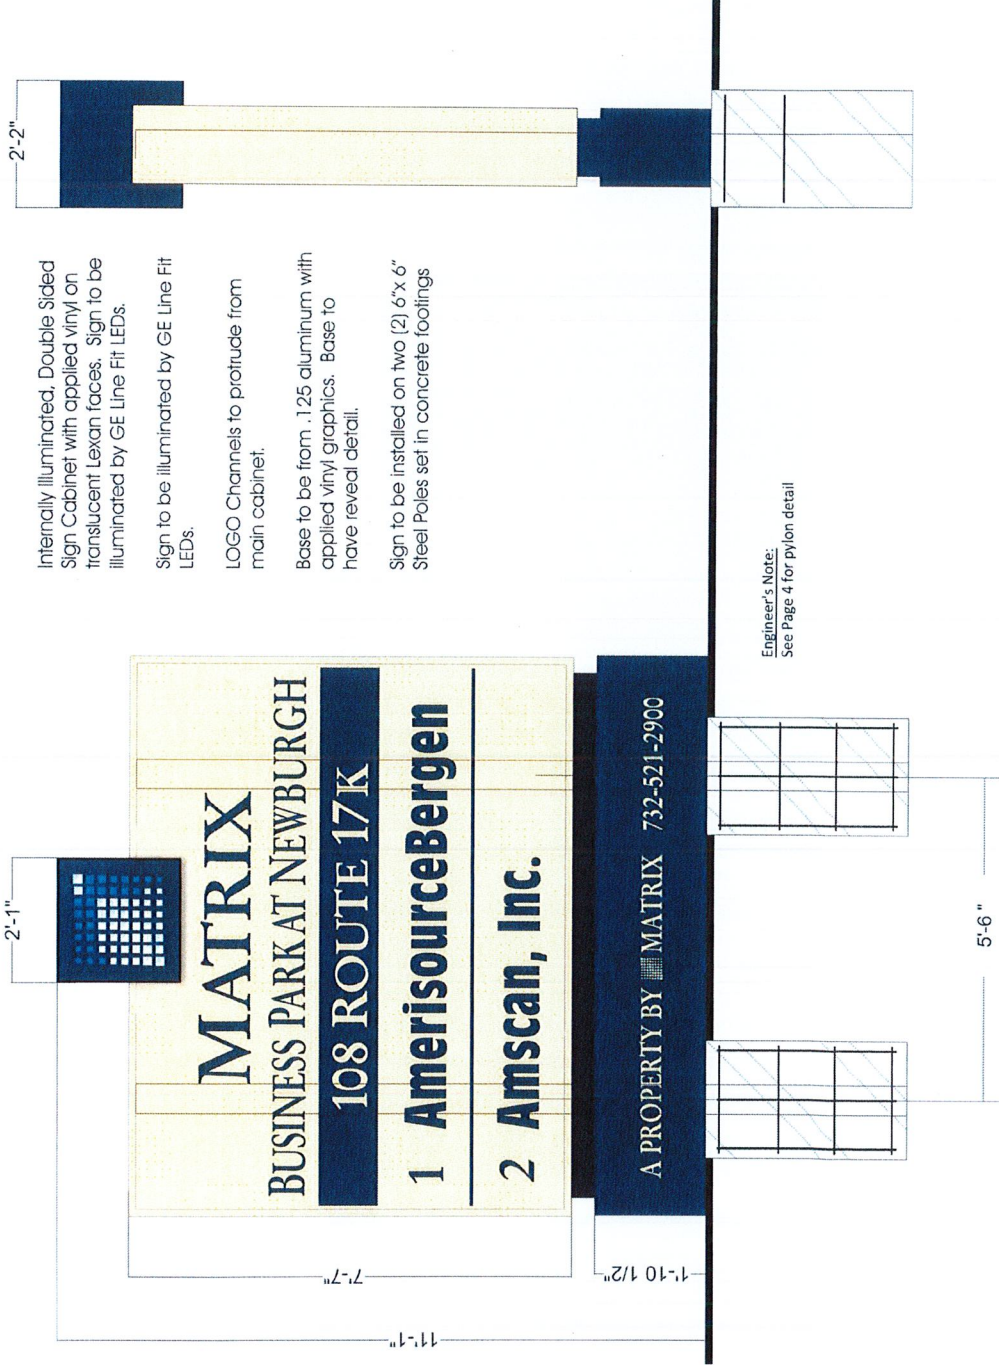 2'-1"
2'-2"
11'-1"
7'-7"
1'-10 1/2"
MATRIX
BUSINESS PARK AT NEWBURGH
108 ROUTE 17K
1 AmerisourceBergen
2 Amscan, Inc.
A PROPERTY BY MATRIX 732-521-2900
5'-6"
Internally Illuminated, Double Sided
Sign Cabinet with applied vinyl on
translucent Lexan faces. Sign to be
illuminated by GE Line Fit LEDs.
Sign to be illuminated by GE Line Fit
LEDs.
LOGO Channels to protrude from
main cabinet.
Base to be from .125 aluminum with
applied vinyl graphics. Base to
have reveal detail.
Sign to be installed on two (2) 6"x 6"
Steel Poles set in concrete footings
Engineer's Note:
See Page 4 for pylon detail